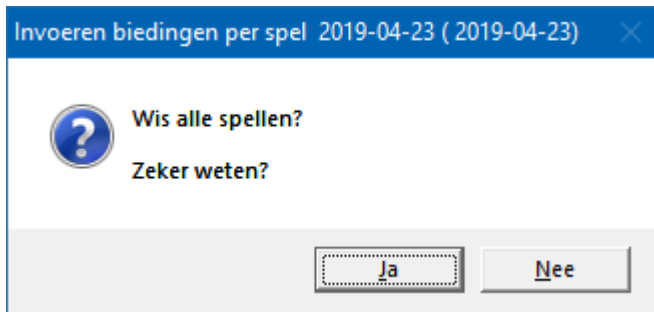 Invoeren biedingen per spel 2019-04-23 ( 2019-04-23)
Wis alle spellen?
Zeker weten?
Ja
Nee